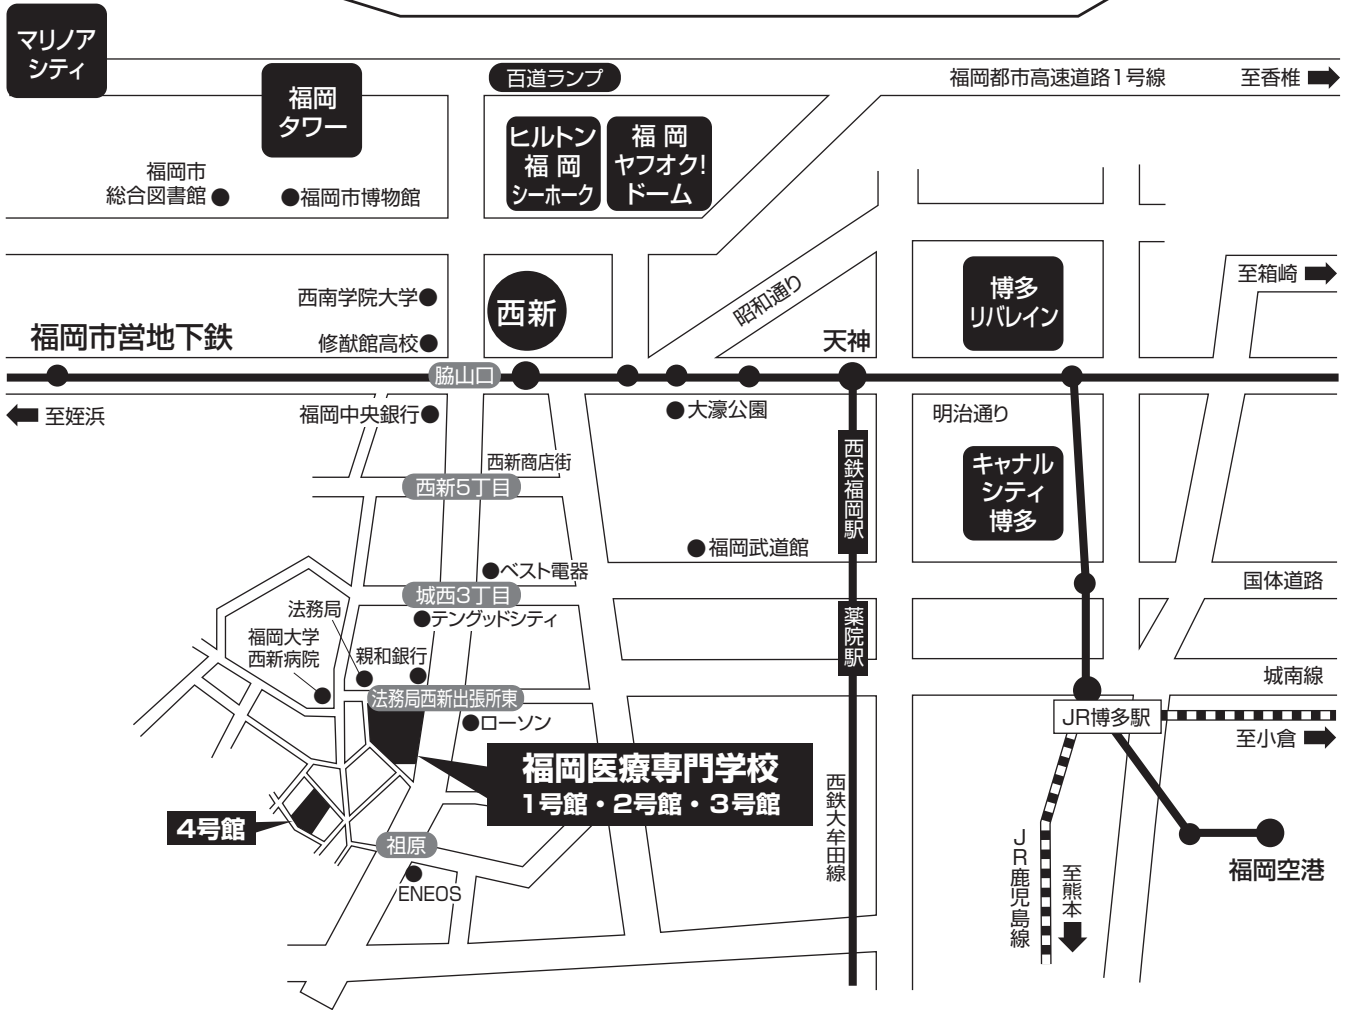 マリノア
シティ
福岡
タワー
百道ランプ
福岡都市高速道路1号線
至香椎
ヒルトン
福岡
シーホーク
福岡
ヤフオク!
ドーム
福岡市
総合図書館
福岡市博物館
西南学院大学
西新
昭和通り
博多
リバレイン
至箱崎
福岡市営地下鉄
修猷館高校
天神
脇山口
至姪浜
福岡中央銀行
大濠公園
明治通り
西新商店街
西新5丁目
西鉄福岡駅
キャナル
シティ
博多
福岡武道館
ベスト電器
城西3丁目
国体道路
法務局
テングッドシティ
福岡大学
西新病院
親和銀行
薬院駅
城南線
法務局西新出張所東
ローソン
JR博多駅
至小倉
福岡医療専門学校
1号館・2号館・3号館
4号館
祖原
西鉄大牟田線
ENEOS
JR鹿児島線
至熊本
福岡空港